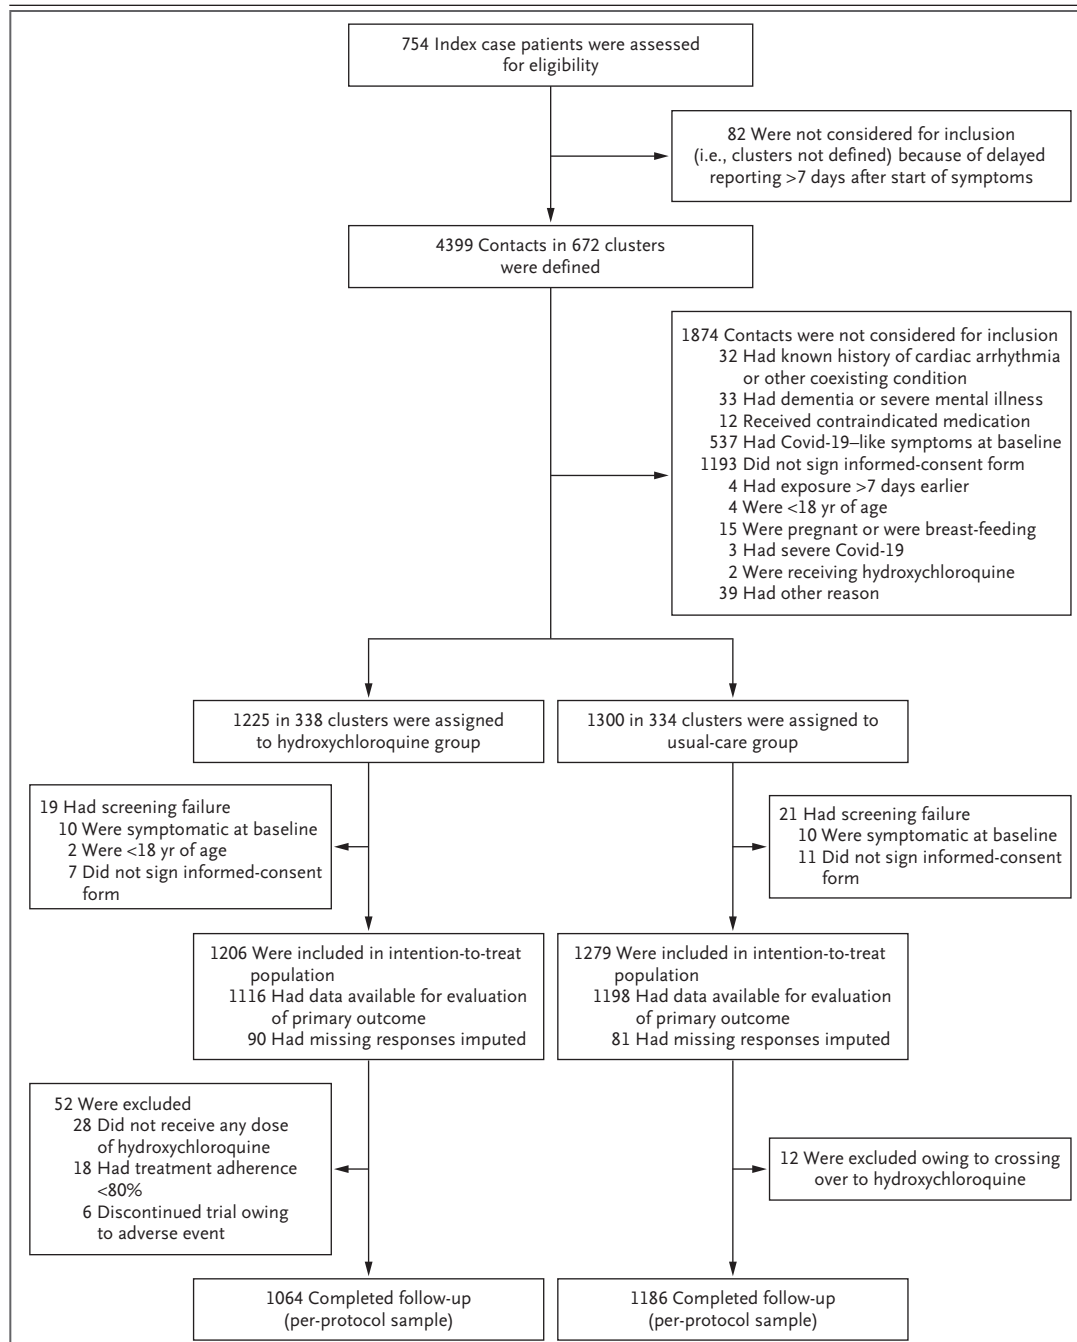 754 Index case patients were assessed
for eligibility
82 Were not considered for inclusion
(i.e., clusters not defined) because of delayed
reporting >7 days after start of symptoms
4399 Contacts in 672 clusters
were defined
1874 Contacts were not considered for inclusion
32 Had known history of cardiac arrhythmia
or other coexisting condition
33 Had dementia or severe mental illness
12 Received contraindicated medication
537 Had Covid-19–like symptoms at baseline
1193 Did not sign informed-consent form
4 Had exposure >7 days earlier
4 Were <18 yr of age
15 Were pregnant or were breast-feeding
3 Had severe Covid-19
2 Were receiving hydroxychloroquine
39 Had other reason
1225 in 338 clusters were assigned
to hydroxychloroquine group
1300 in 334 clusters were assigned to
usual-care group
19 Had screening failure
10 Were symptomatic at baseline
2 Were <18 yr of age
7 Did not sign informed-consent
form
21 Had screening failure
10 Were symptomatic at baseline
11 Did not sign informed-consent
form
1206 Were included in intention-to-treat
population
1116 Had data available for evaluation
of primary outcome
90 Had missing responses imputed
1279 Were included in intention-to-treat
population
1198 Had data available for evaluation
of primary outcome
81 Had missing responses imputed
52 Were excluded
28 Did not receive any dose
of hydroxychloroquine
18 Had treatment adherence
<80%
6 Discontinued trial owing
to adverse event
12 Were excluded owing to crossing
over to hydroxychloroquine
1064 Completed follow-up
(per-protocol sample)
1186 Completed follow-up
(per-protocol sample)